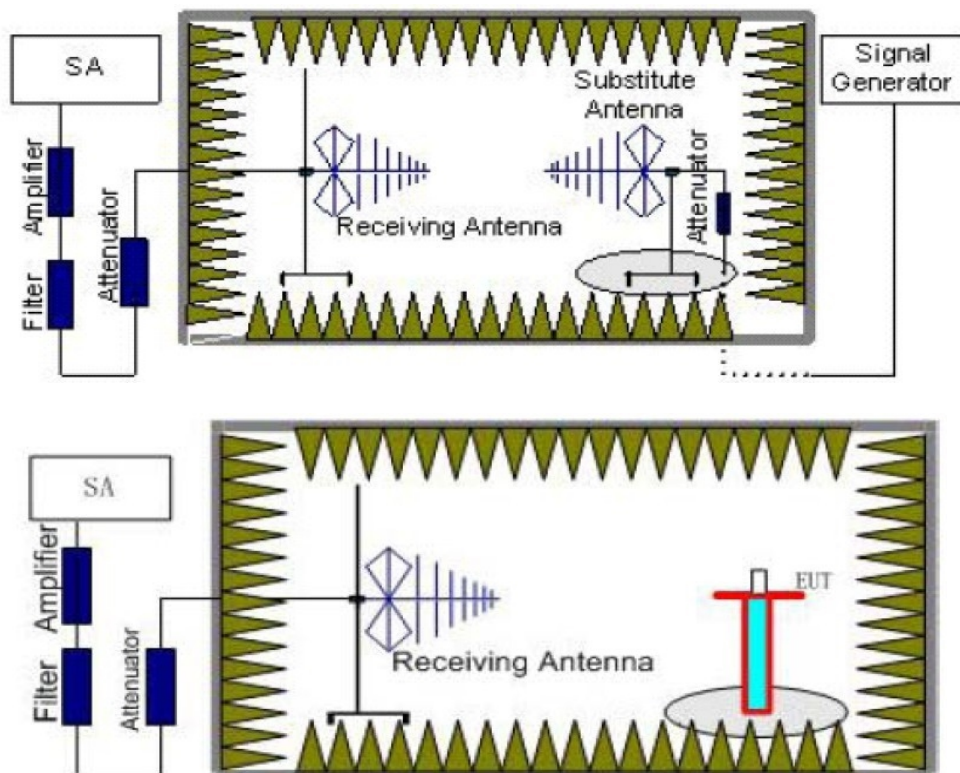 SA
Signal
Generator
Substitute
Antenna
Amplifier
Filter
Attenuator
Receiving Antenna
Attenuator
SA
Amplifier
Filter
Attenuator
Receiving Antenna
EUT